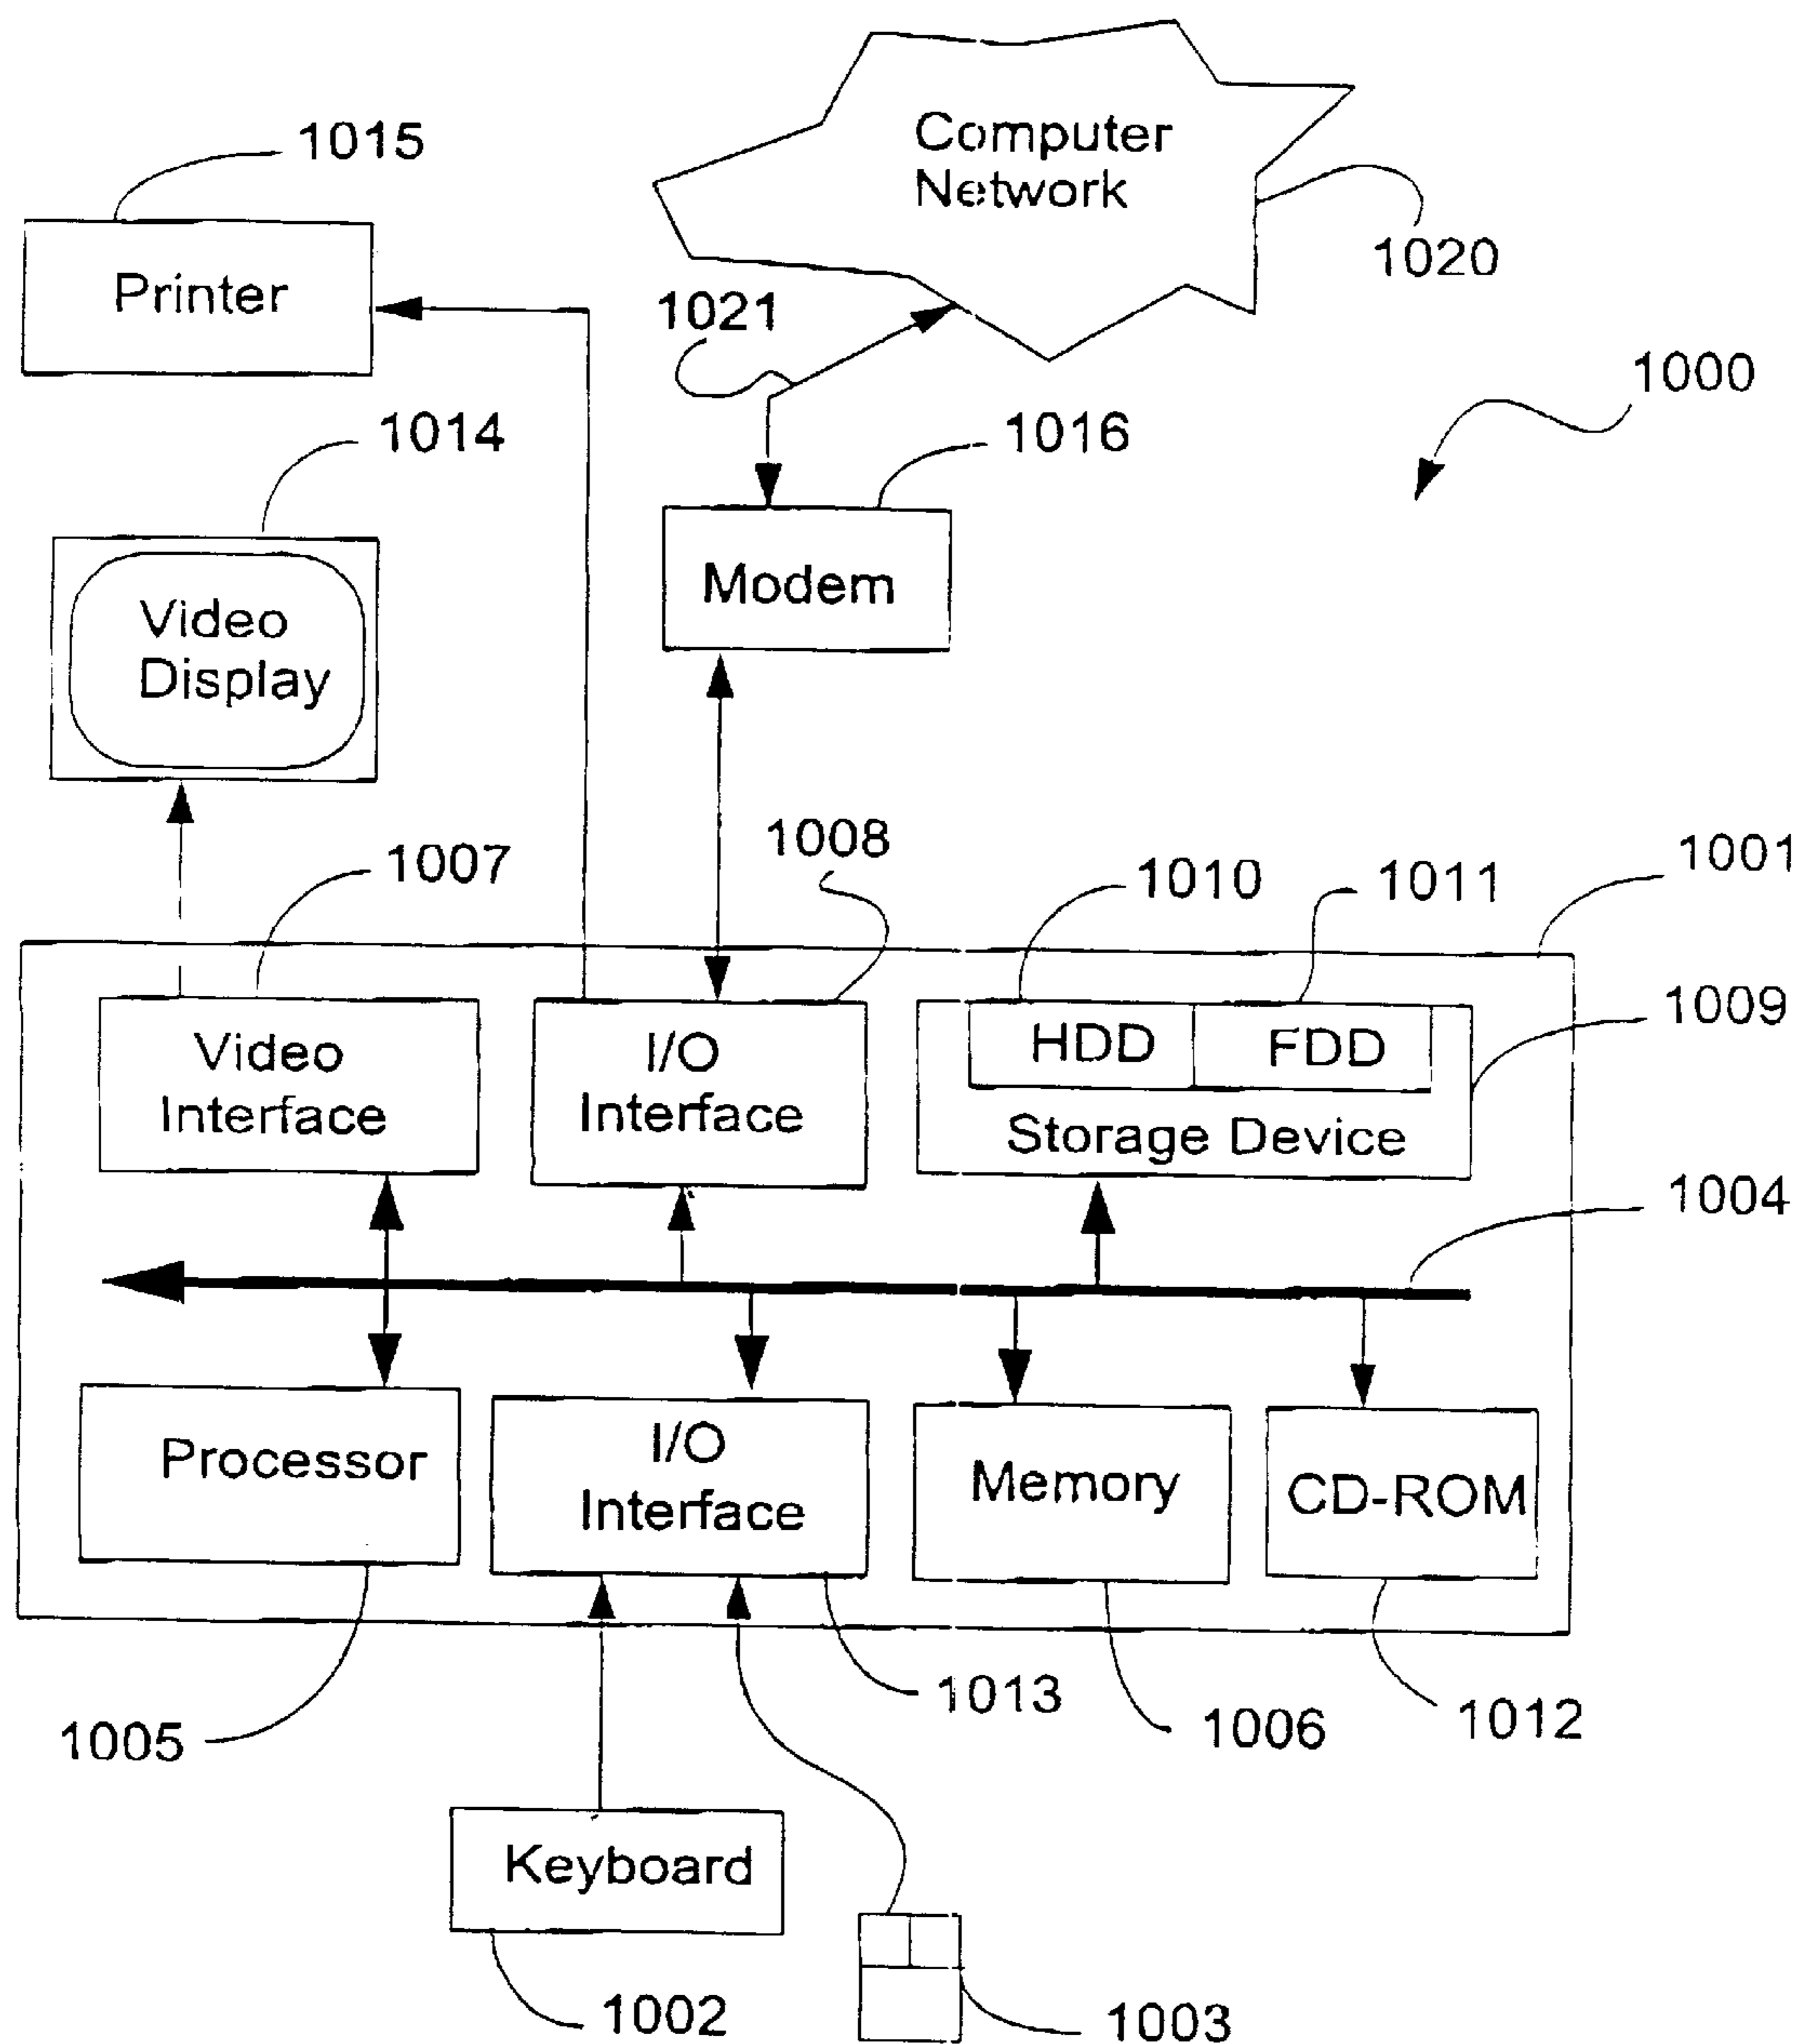 Computer
Network
1015
1020
Printer
1021
1000
1014
1016
Modem
Video
Display
1008
1007
1010
1011
1001
1009
Video
Interface
I/O
Interface
HDD
FDD
Storage Device
1004
Processor
I/O
Interface
Memory
CD-ROM
1013
1006
1012
1005
Keyboard
1002
1003